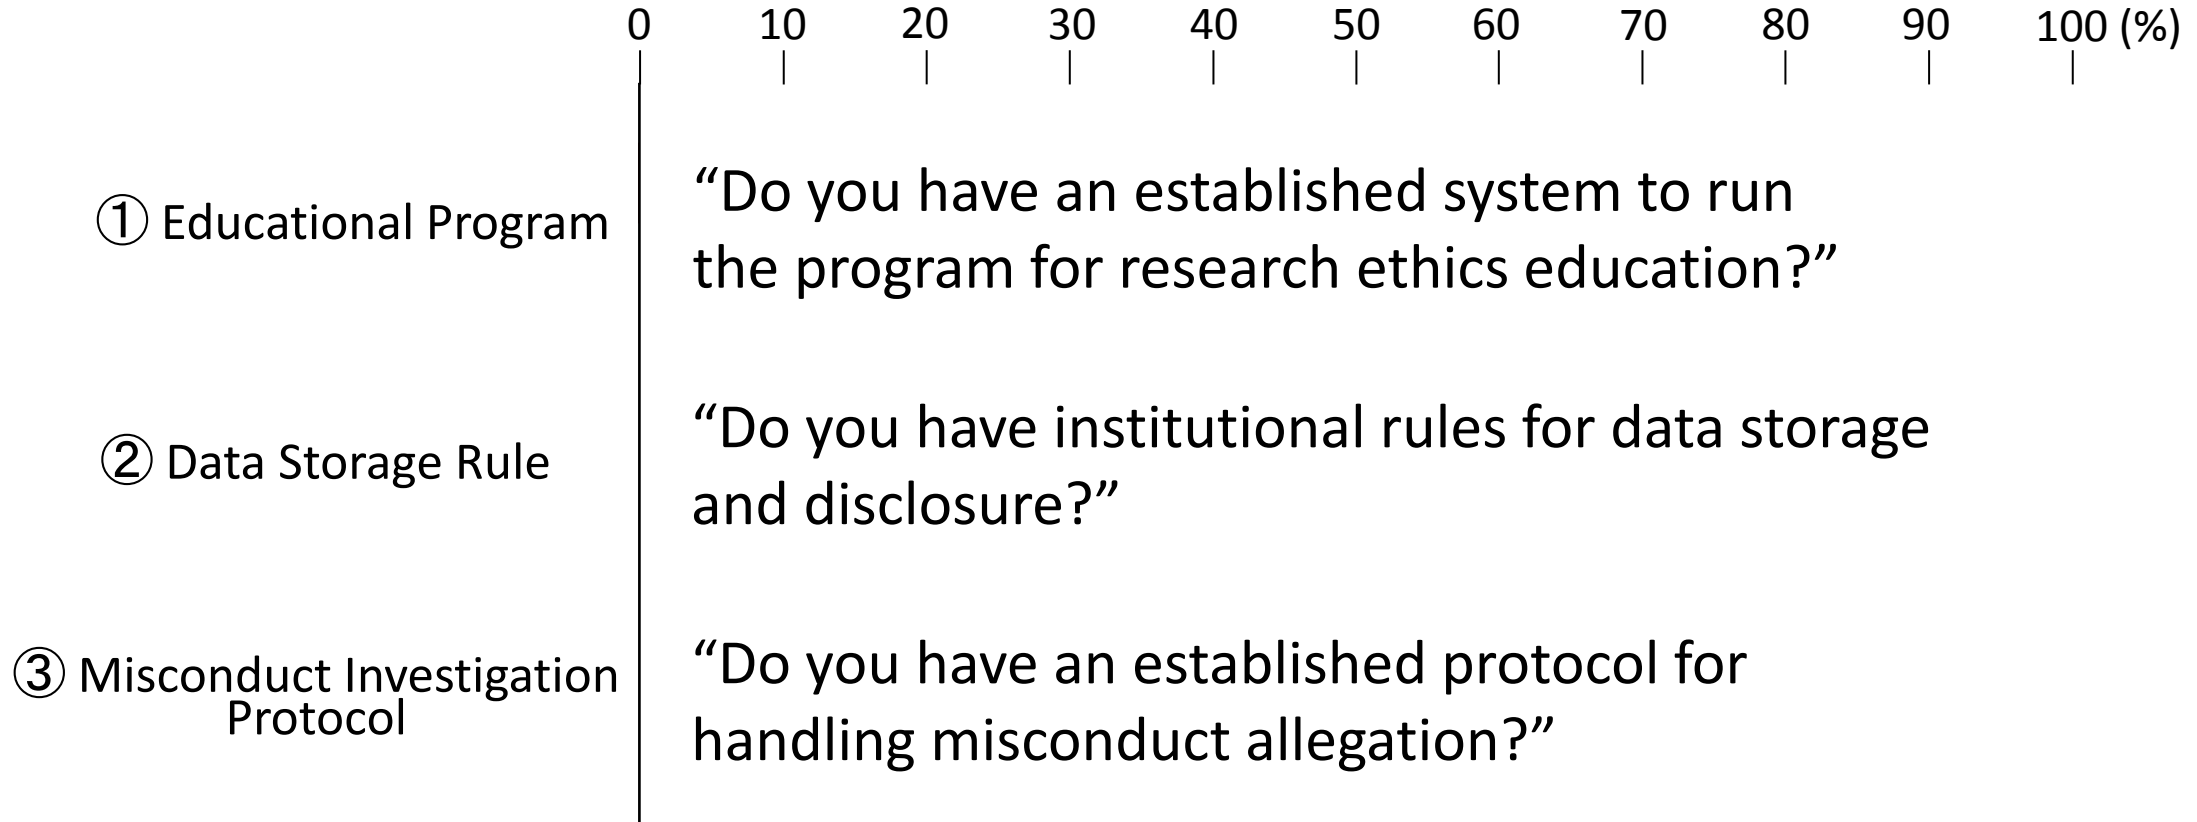 0 10 20 30 40 50 60 70 80 90 100 (%)
① Educational Program
“Do you have an established system to run
the program for research ethics education?”
② Data Storage Rule
“Do you have institutional rules for data storage
and disclosure?”
③ Misconduct Investigation
Protocol
“Do you have an established protocol for
handling misconduct allegation?”